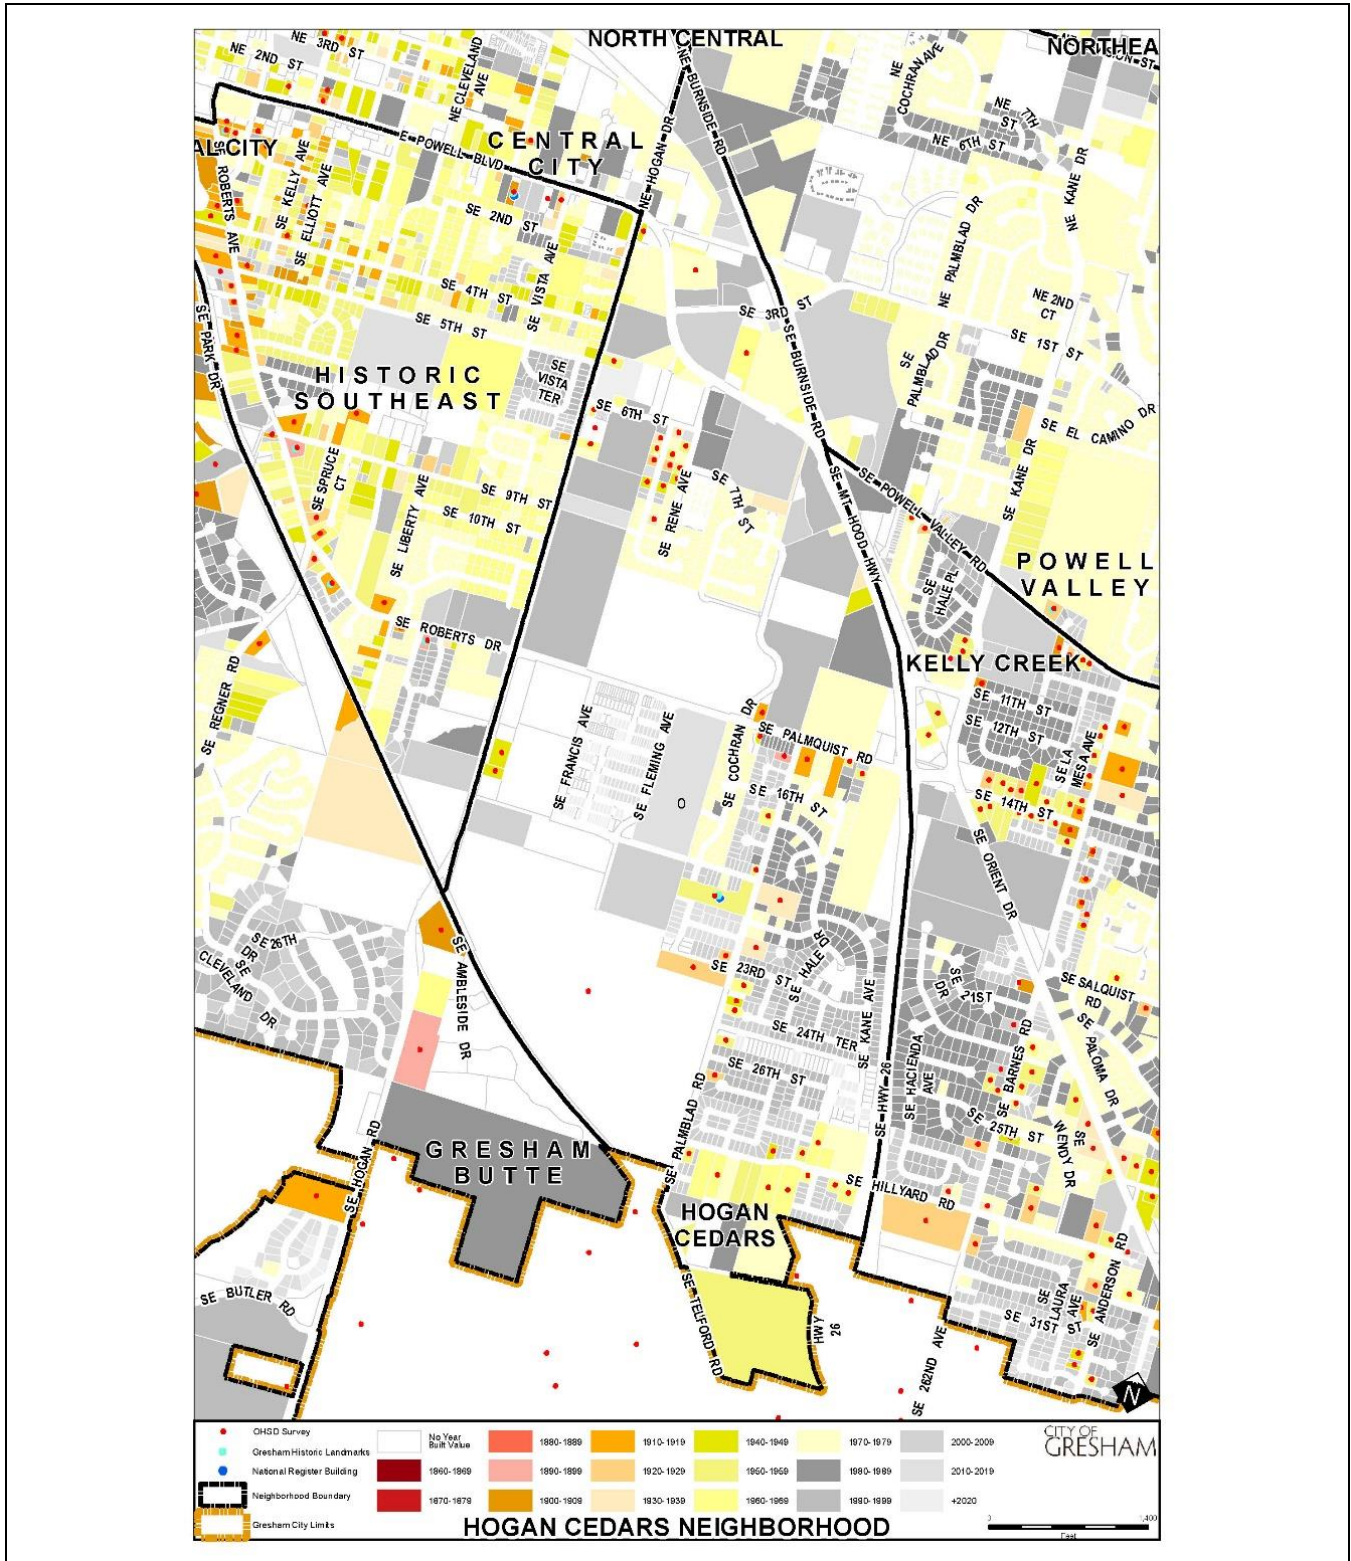 NORTH CENTRAL
NORTHEA
SION ST
NE 3RD ST
NE 2ND ST
NE CLEVELAND AVE
NE BURNSIDE RD
NE COCHRAN AVE
NE 7TH ST
NE 6TH ST
NE KANE DR
AL CITY
E POWELL BLVD
CENTRAL CITY
NE HOGAN DR
SE ROBERTS AVE
SE KELLY AVE
SE ELLIOTT AVE
SE 2ND ST
SE VISTA AVE
NE PALMBLAD DR
NE 2ND CT
SE 4TH ST
SE 5TH ST
SE 3RD ST
SE BURNSIDE RD
SE 1ST ST
SE PALMBLAD DR
SE PARK DR
HISTORIC SOUTHEAST
SE VISTA TER
SE 6TH ST
SE EL CAMINO DR
SE KANE DR
SE SPRUCE CT
SE LIBERTY AVE
SE 9TH ST
SE 10TH ST
SE RENE AVE
SE 7TH ST
SE MT HOOD HWY
SE POWELL VALLEY RD
SE HALE PL
POWELL VALLEY
SE ROBERTS DR
SE REGNER RD
KELLY CREEK
SE 11TH ST
SE 12TH ST
SE LA MESA AVE
SE 14TH ST
SE FRANCIS AVE
SE FLEMING AVE
SE COCHRAN DR
SE PALMQUIST RD
SE 16TH ST
SE ORIENT DR
SE 26TH DR
SE CLEVELAND DR
SE AMBLESIDE DR
SE 23RD ST
SE HALE DR
SE 24TH TER
SE KANE AVE
SE 26TH ST
SE PALMBLAD RD
SE 21ST DR
SE SALQUIST RD
SE PALOMA DR
SE HACIENDA AVE
SE BARNES RD
SE 25TH ST
SE WENDY DR
SE HWY 26
SE HOGAN RD
GRESHAM BUTTE
HOGAN CEDARS
SE HILLYARD RD
SE BUTLER RD
SE TELFORD RD
HWY 26
SE 262ND AVE
SE 31ST ST
SE LAURA AVE
SE ANDERSON RD
N
OHSD Survey
Gresham Historic Landmarks
National Register Building
Neighborhood Boundary
Gresham City Limits
No Year Built Value
1860-1869
1870-1879
1880-1889
1890-1899
1900-1909
1910-1919
1920-1929
1930-1939
1940-1949
1950-1959
1960-1969
1970-1979
1980-1989
1990-1999
2000-2009
2010-2019
+2020
CITY OF GRESHAM
0 1,400
Feet
HOGAN CEDARS NEIGHBORHOOD